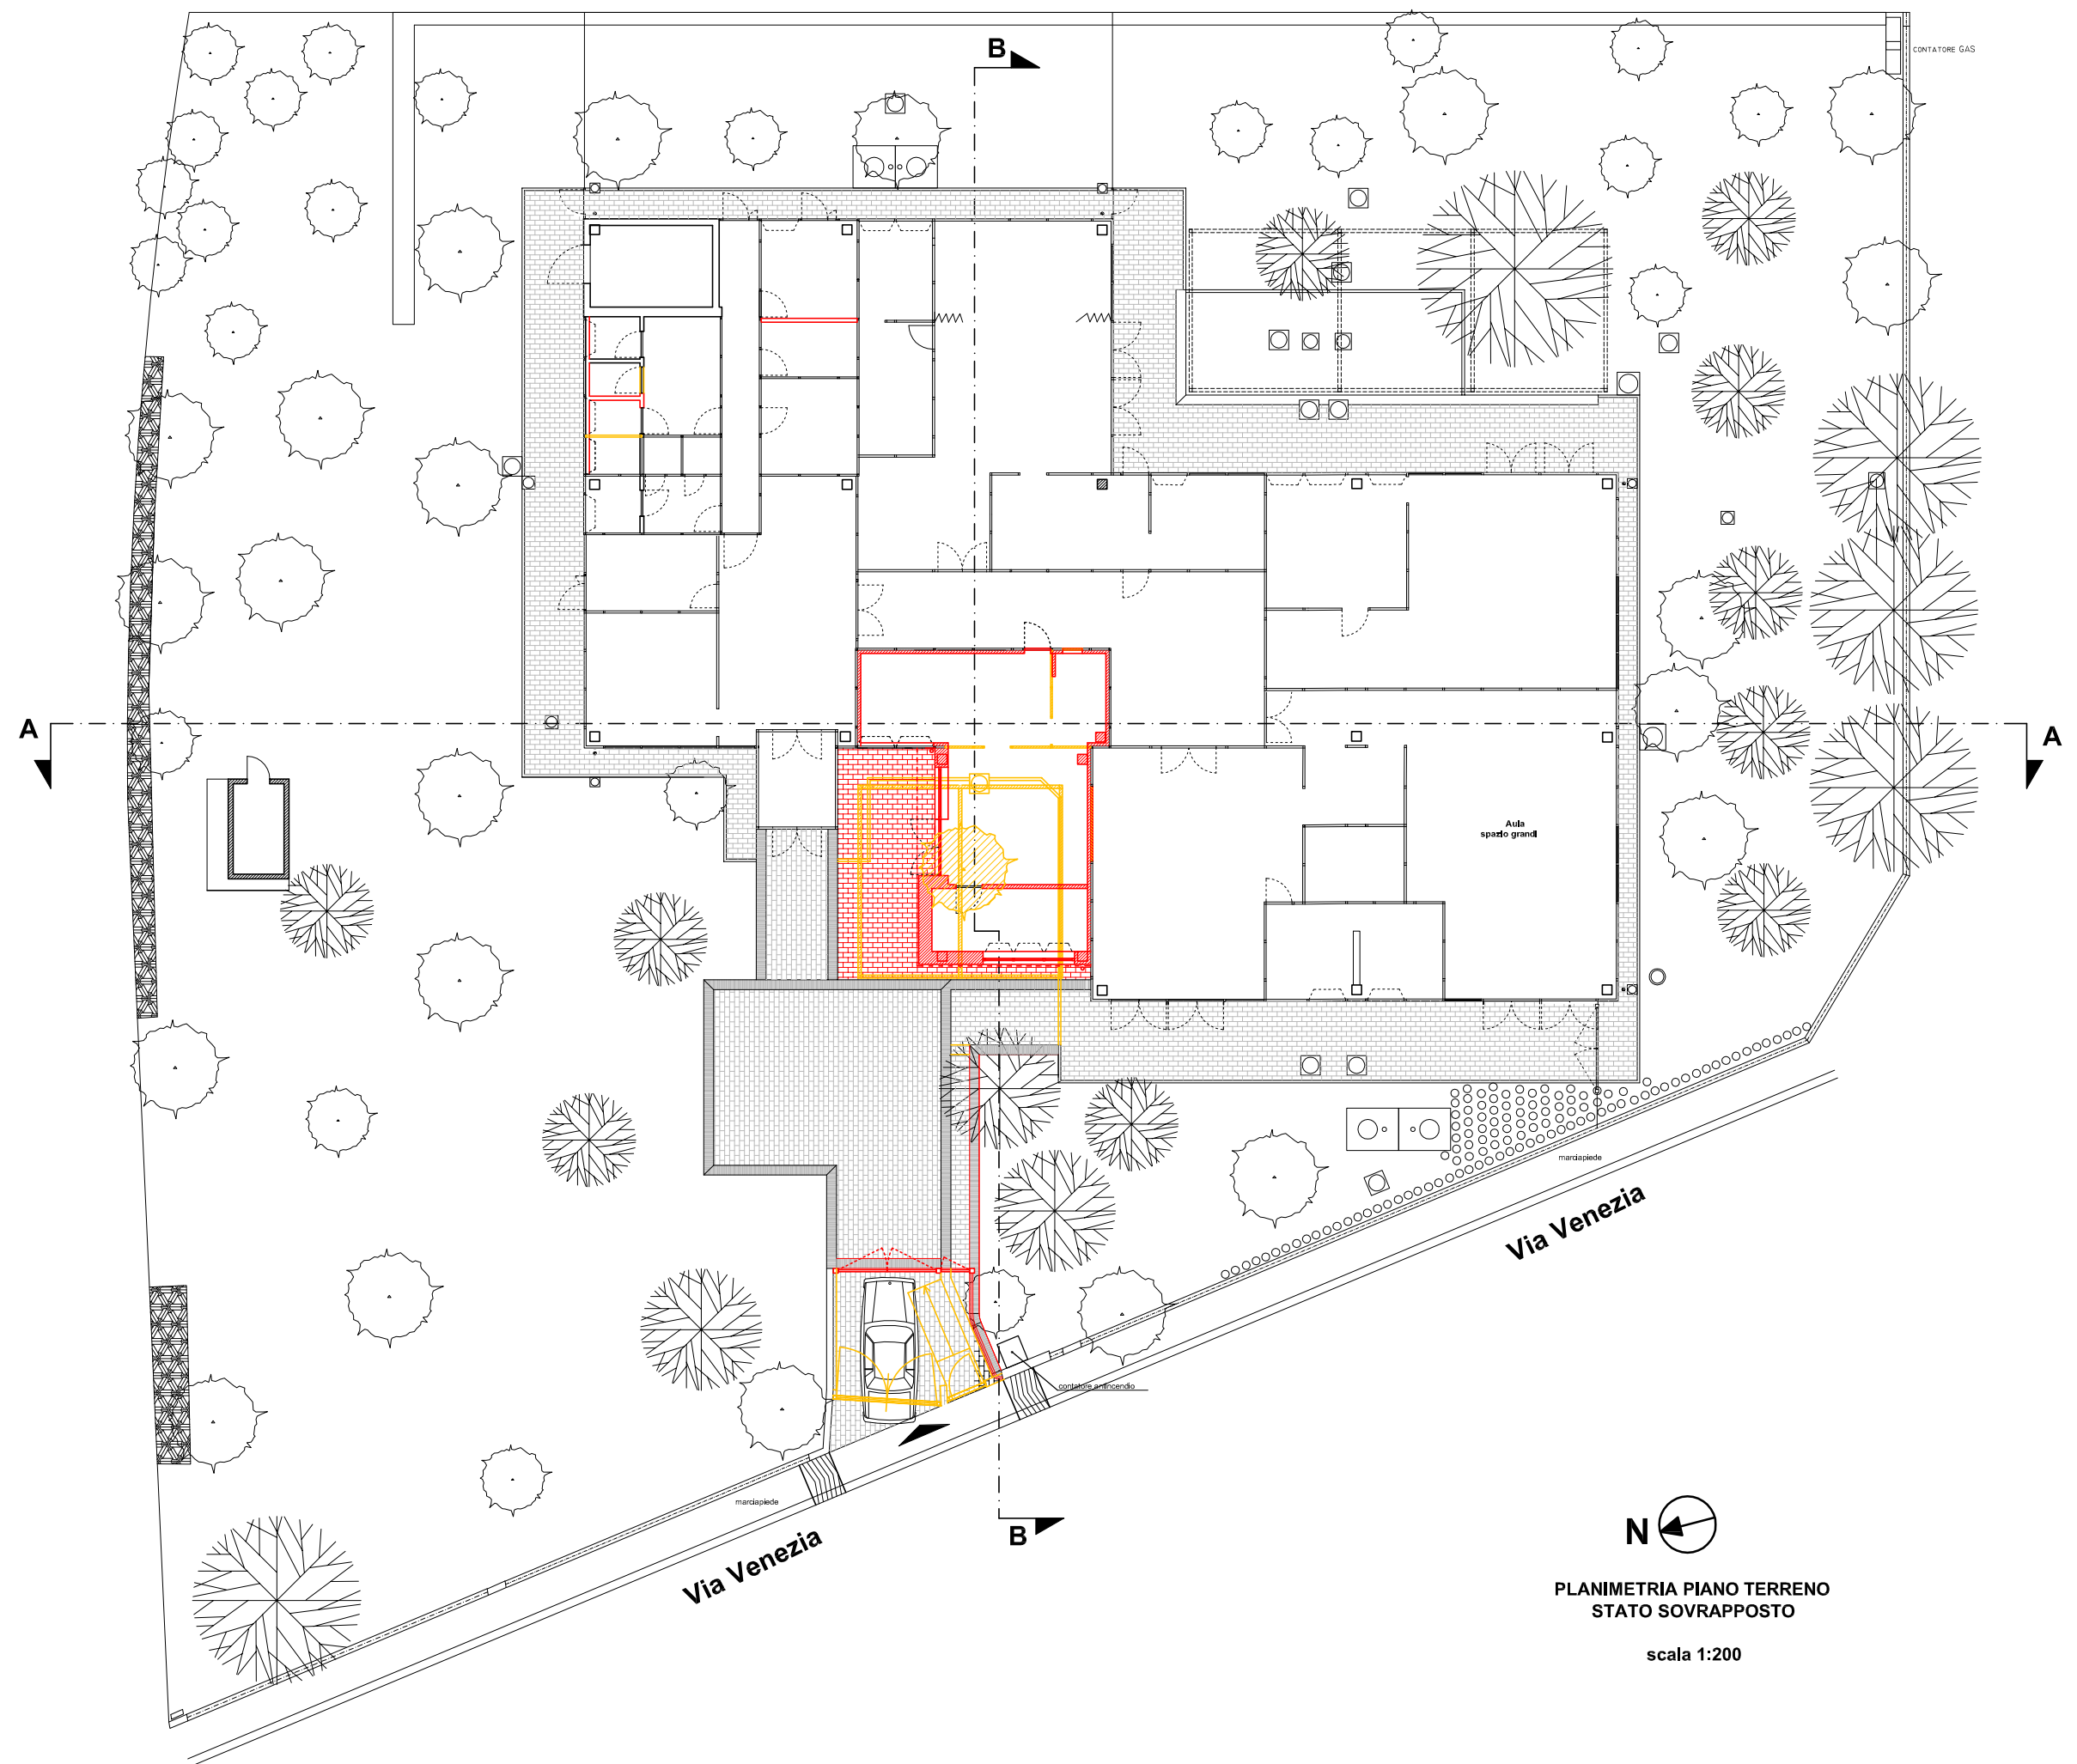 B
CONTATORE GAS
A
A
Aula
spazio grandi
marciapiede
Via Venezia
contatore antincendio
marciapiede
B
Via Venezia
N
PLANIMETRIA PIANO TERRENO
STATO SOVRAPPOSTO
scala 1:200